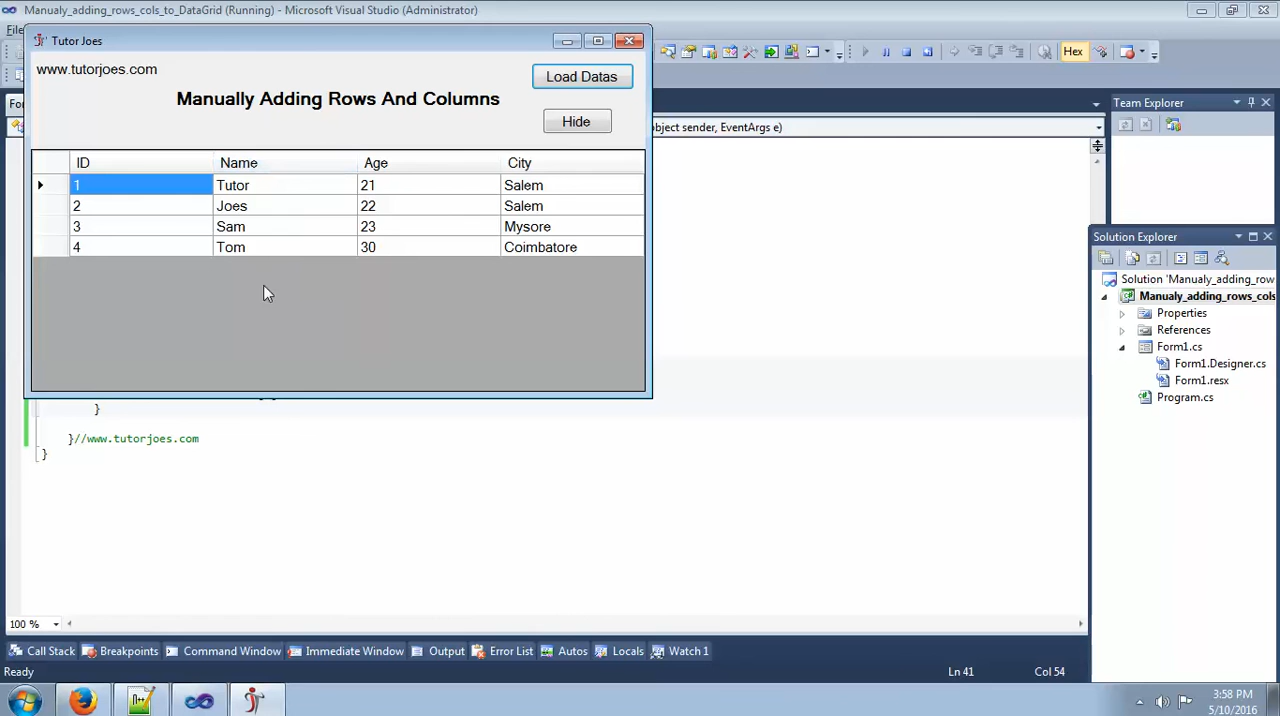 Manualy_adding_rows_cols_to_DataGrid (Running) - Microsoft Visual Studio (Administrator)
Tutor Joes
www.tutorjoes.com
Load Datas
Manually Adding Rows And Columns
Hide
ID Name Age City
1 Tutor 21 Salem
2 Joes 22 Salem
3 Sam 23 Mysore
4 Tom 30 Coimbatore
Hex
object sender, EventArgs e)
Team Explorer
Solution Explorer
Solution 'Manualy_adding_row
Manualy_adding_rows_cols
Properties
References
Form1.cs
Form1.Designer.cs
Form1.resx
Program.cs
}
}//www.tutorjoes.com
}
100 %
Call Stack Breakpoints Command Window Immediate Window Output Error List Autos Locals Watch 1
Ready Ln 41 Col 54
3:58 PM
5/10/2016